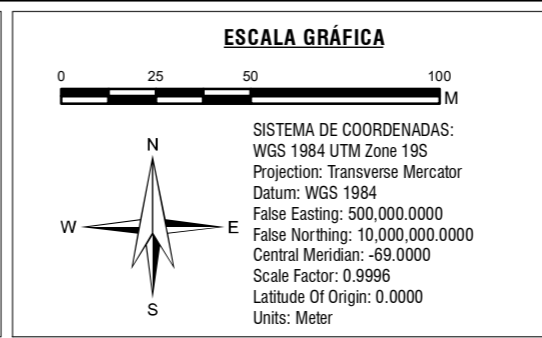 ESCALA GRÁFICA
0 25 50 100
M
N
W E
S
SISTEMA DE COORDENADAS:
WGS 1984 UTM Zone 19S
Projection: Transverse Mercator
Datum: WGS 1984
False Easting: 500,000.0000
False Northing: 10,000,000.0000
Central Meridian: -69.0000
Scale Factor: 0.9996
Latitude Of Origin: 0.0000
Units: Meter